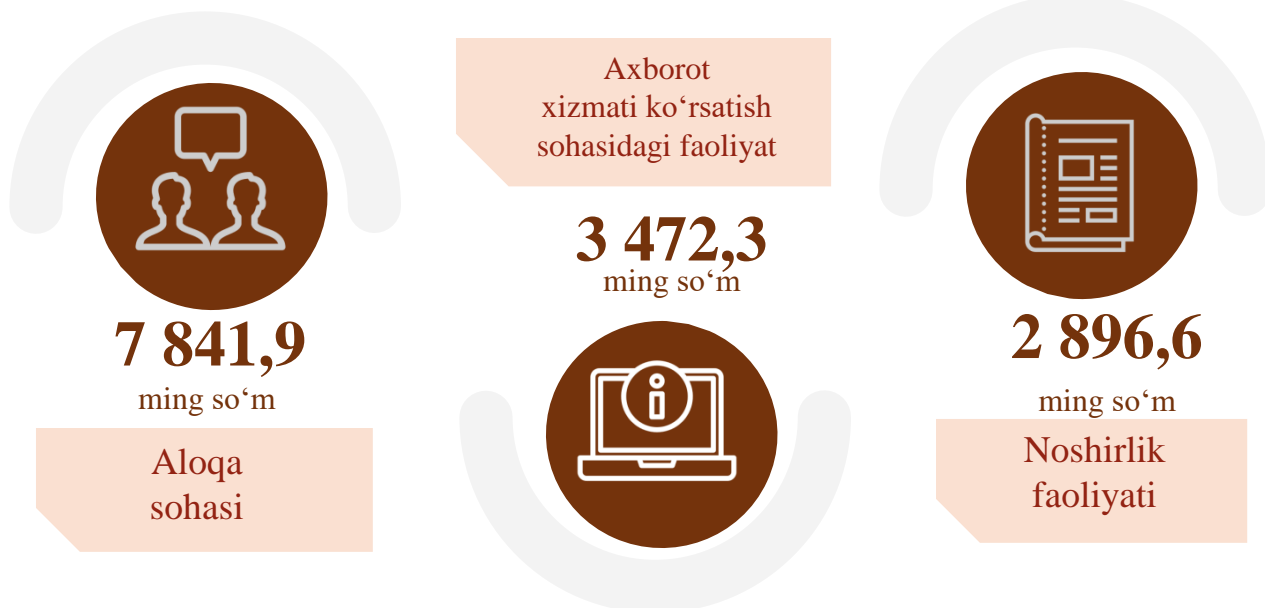 7 841,9
ming so‘m
Aloqa
sohasi
Axborot
xizmati ko‘rsatish
sohasidagi faoliyat
3 472,3
ming so‘m
2 896,6
ming so‘m
Noshirlik
faoliyati